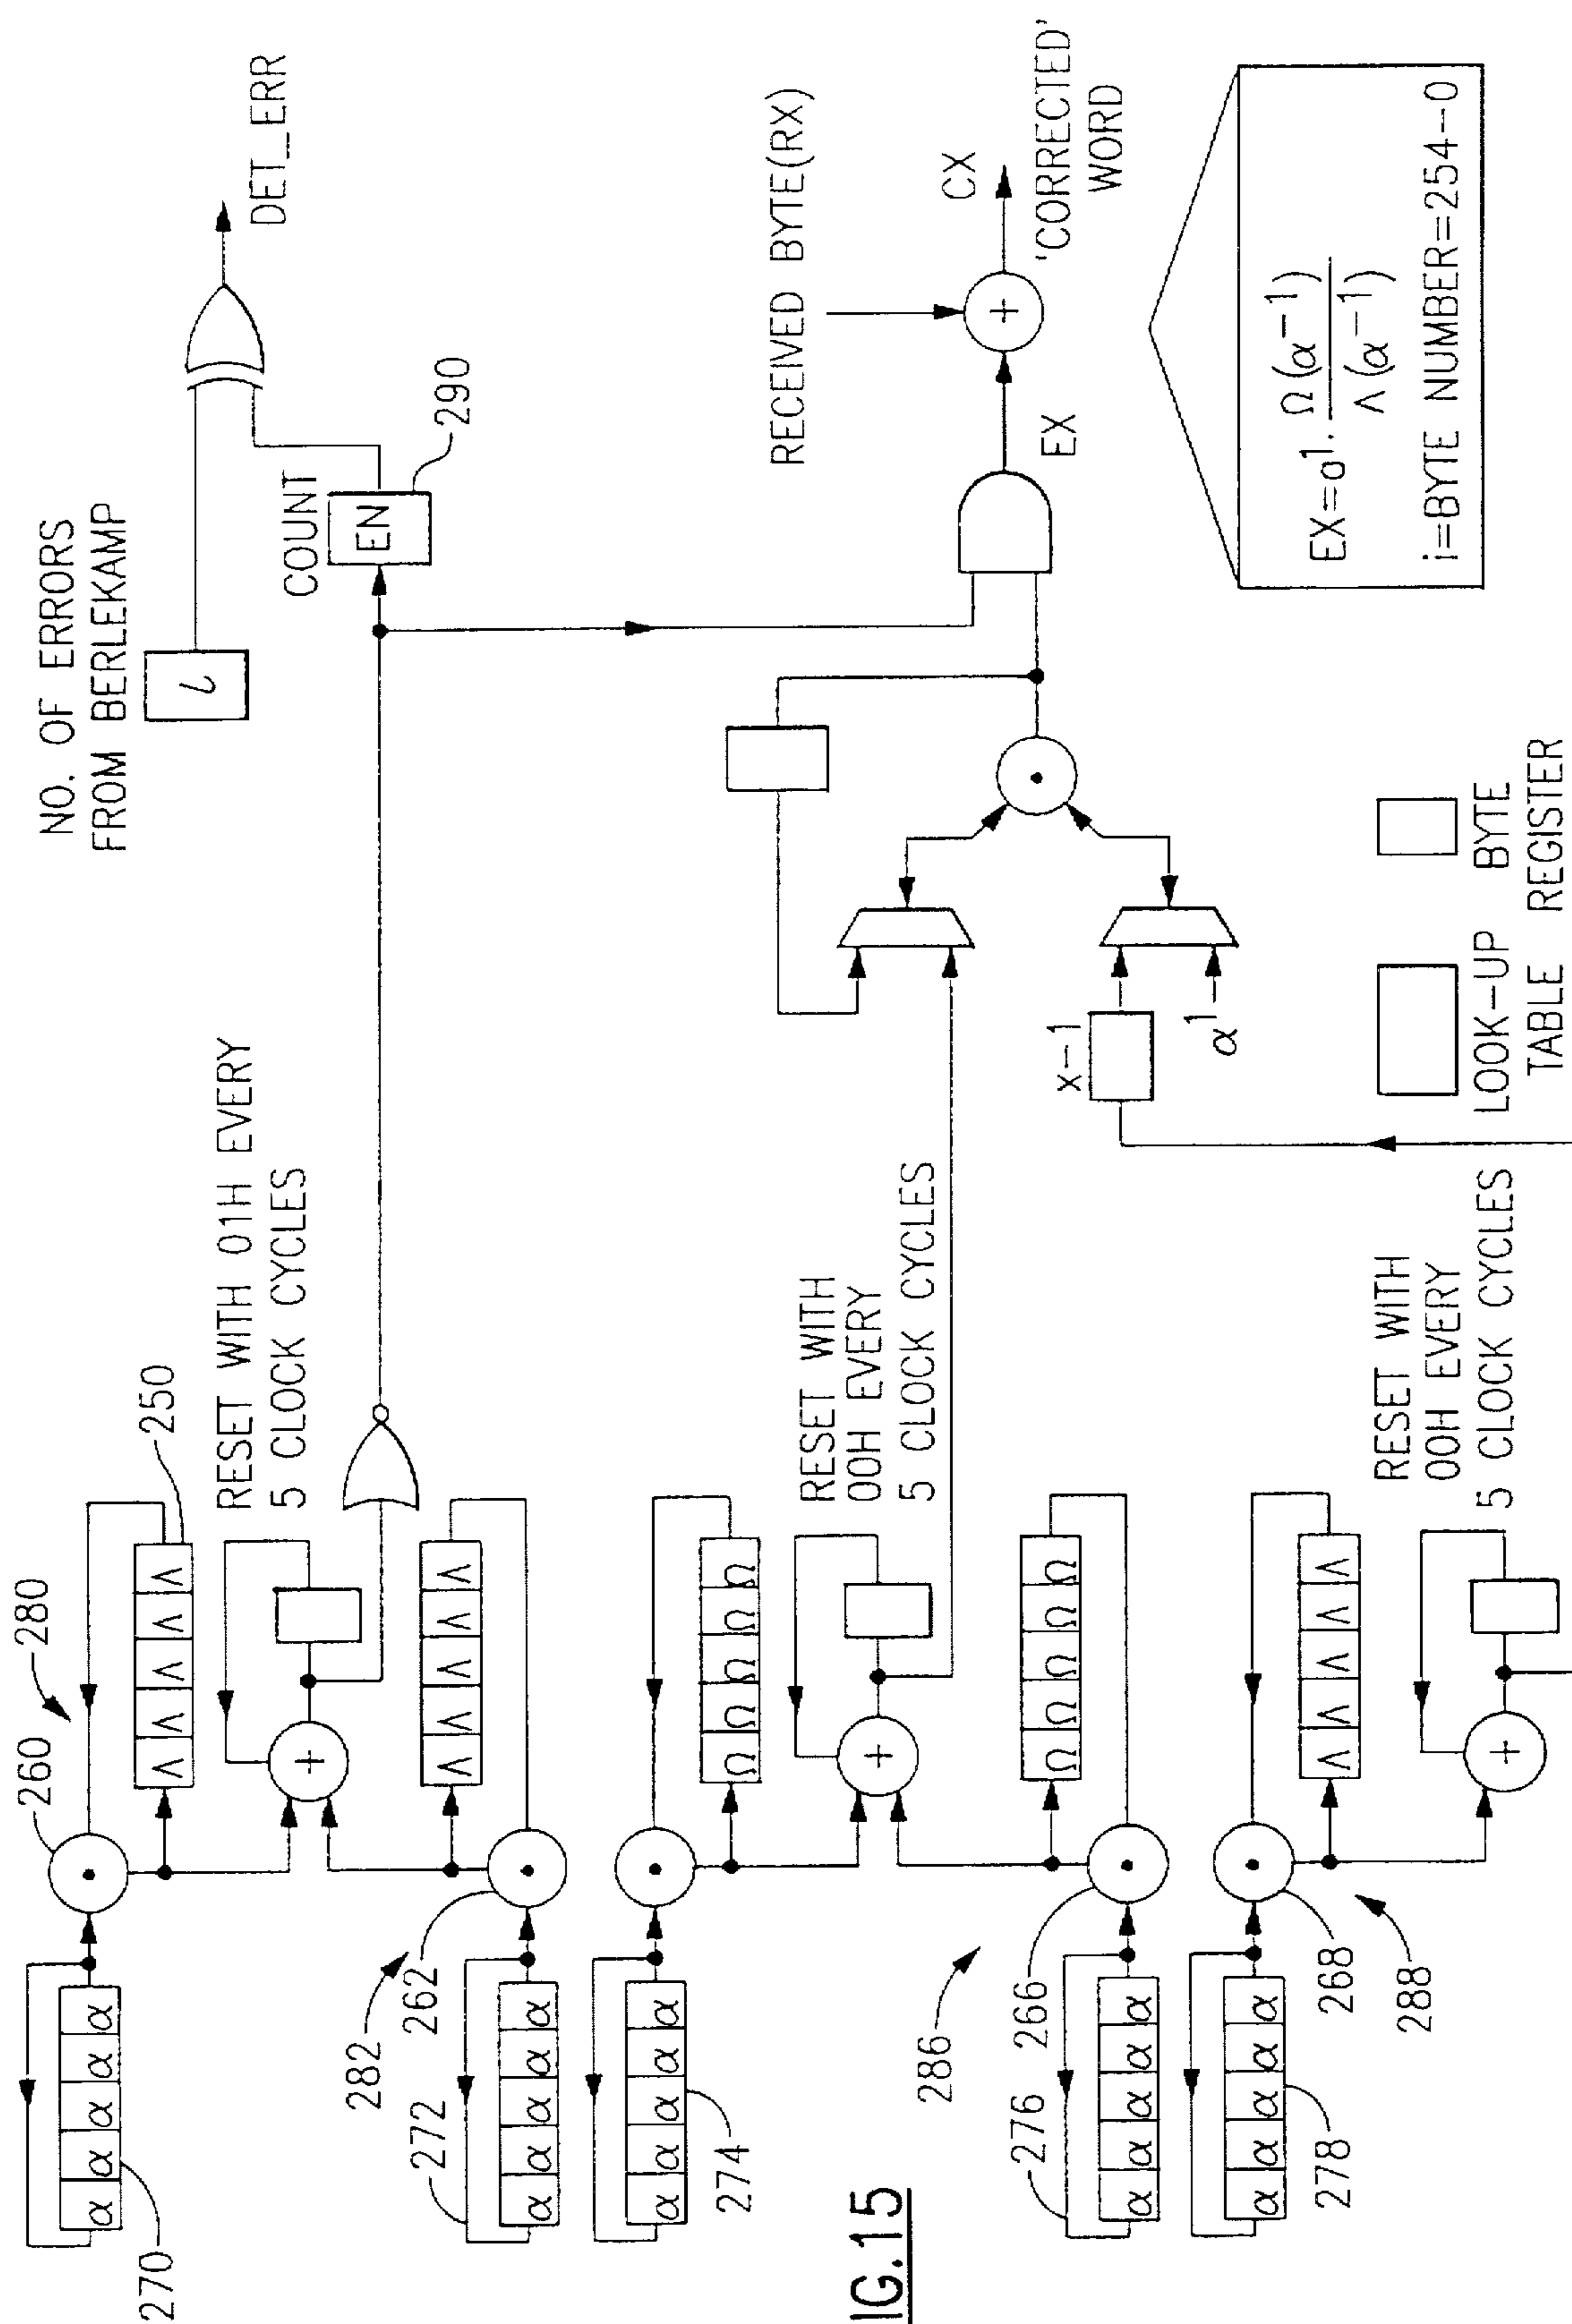 270
260
280
α α α α α
Λ Λ Λ Λ Λ
250
RESET WITH 01H EVERY
5 CLOCK CYCLES
+
Λ Λ Λ Λ Λ
282
262
272
α α α α α
NO. OF ERRORS
FROM BERLEKAMP
COUNT
EN
290
DET_ERR
274
α α α α α
Ω Ω Ω Ω Ω
+
RESET WITH
00H EVERY
5 CLOCK CYCLES
Ω Ω Ω Ω Ω
286
266
276
α α α α α
RECEIVED BYTE(RX)
EX
+
CX
'CORRECTED'
WORD
278
α α α α α
268
288
Λ Λ Λ Λ Λ
+
RESET WITH
00H EVERY
5 CLOCK CYCLES
x-1
α¹
LOOK-UP
TABLE
BYTE
REGISTER
Ω(α⁻¹)
Λ(α⁻¹)
i=BYTE NUMBER=254-0
IG.15